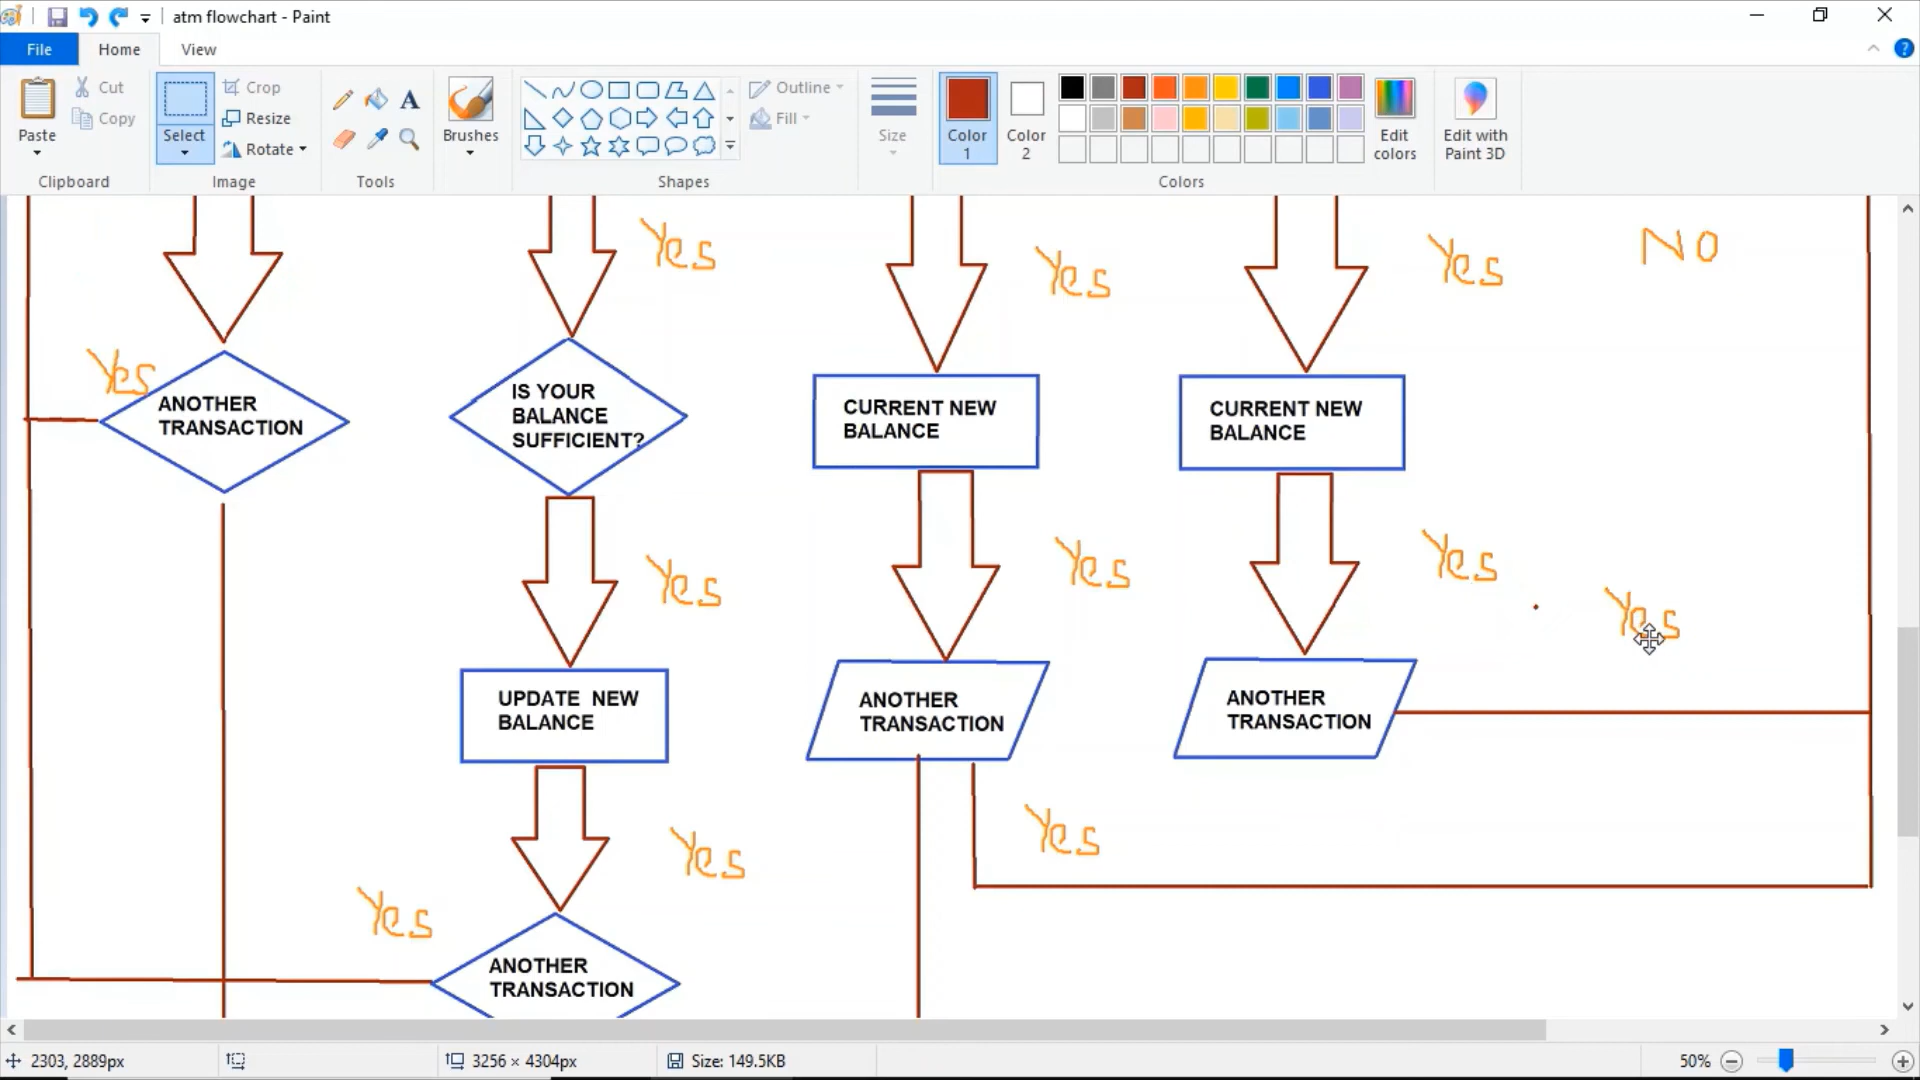 atm flowchart - Paint
File
Home
View
Paste
Cut
Copy
Clipboard
Select
Crop
Resize
Rotate
Image
A
Tools
Brushes
Outline
Fill
Shapes
Size
Color
1
Color
2
Edit
colors
Edit with
Paint 3D
Colors
Yes
Yes
Yes
NO
Yes
ANOTHER
TRANSACTION
IS YOUR
BALANCE
SUFFICIENT?
CURRENT NEW
BALANCE
CURRENT NEW
BALANCE
Yes
Yes
Yes
Yes
UPDATE NEW
BALANCE
ANOTHER
TRANSACTION
ANOTHER
TRANSACTION
Yes
Yes
Yes
ANOTHER
TRANSACTION
2303, 2889px
3256 × 4304px
Size: 149.5KB
50%